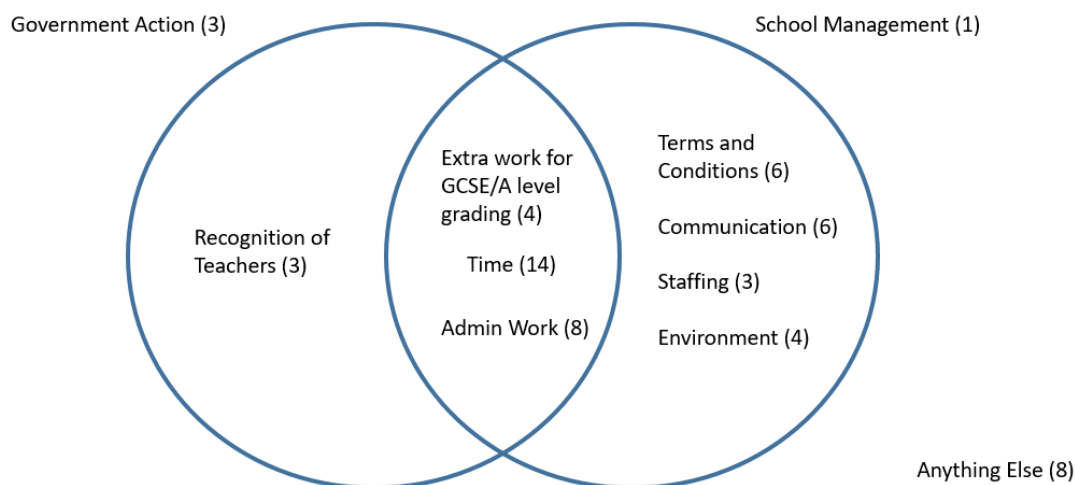 Government Action (3)
School Management (1)
Recognition of
Teachers (3)
Extra work for
GCSE/A level
grading (4)
Time (14)
Admin Work (8)
Terms and
Conditions (6)
Communication (6)
Staffing (3)
Environment (4)
Anything Else (8)